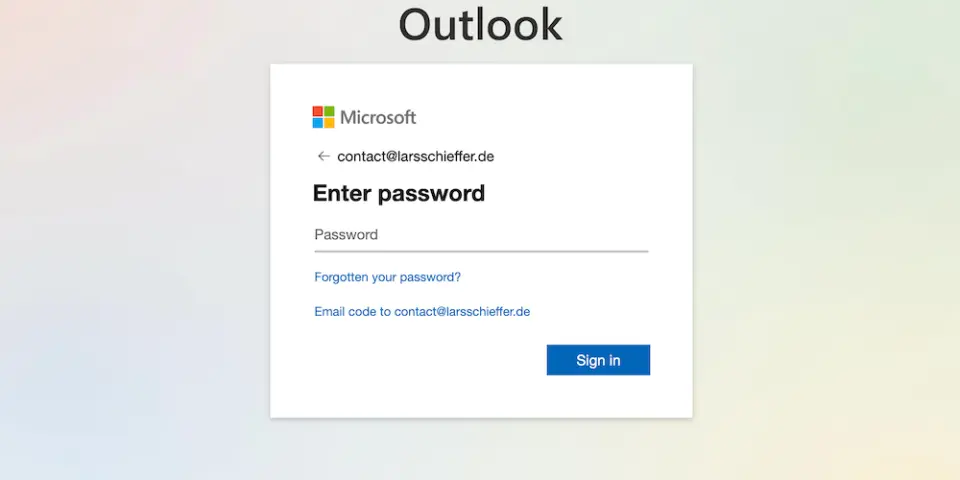 Outlook
Microsoft
← contact@larsschieffer.de
Enter password
Password
Forgotten your password?
Email code to contact@larsschieffer.de
Sign in